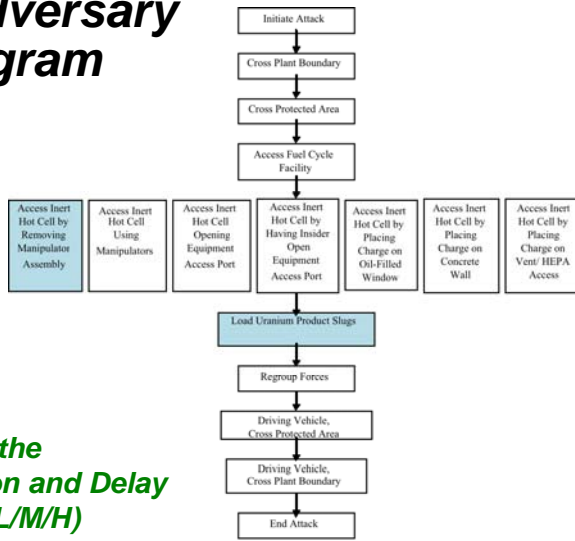 Initiate Attack
Cross Plant Boundary
Cross Protected Area
Access Fuel Cycle
Facility
Access Inert
Hot Cell by
Removing
Manipulator
Assembly
Access Inert
Hot Cell
Using
Manipulators
Access Inert
Hot Cell
Opening
Equipment
Access Port
Access Inert
Hot Cell by
Having Insider
Open
Equipment
Access Port
Access Inert
Hot Cell by
Placing
Charge on
Oil-Filled
Window
Access Inert
Hot Cell by
Placing
Charge on
Concrete
Wall
Access Inert
Hot Cell by
Placing
Charge on
Vent/ HEPA
Access
Load Uranium Product Slugs
Regroup Forces
Driving Vehicle,
Cross Protected Area
Driving Vehicle,
Cross Plant Boundary
End Attack
the
and Delay
L/M/H)